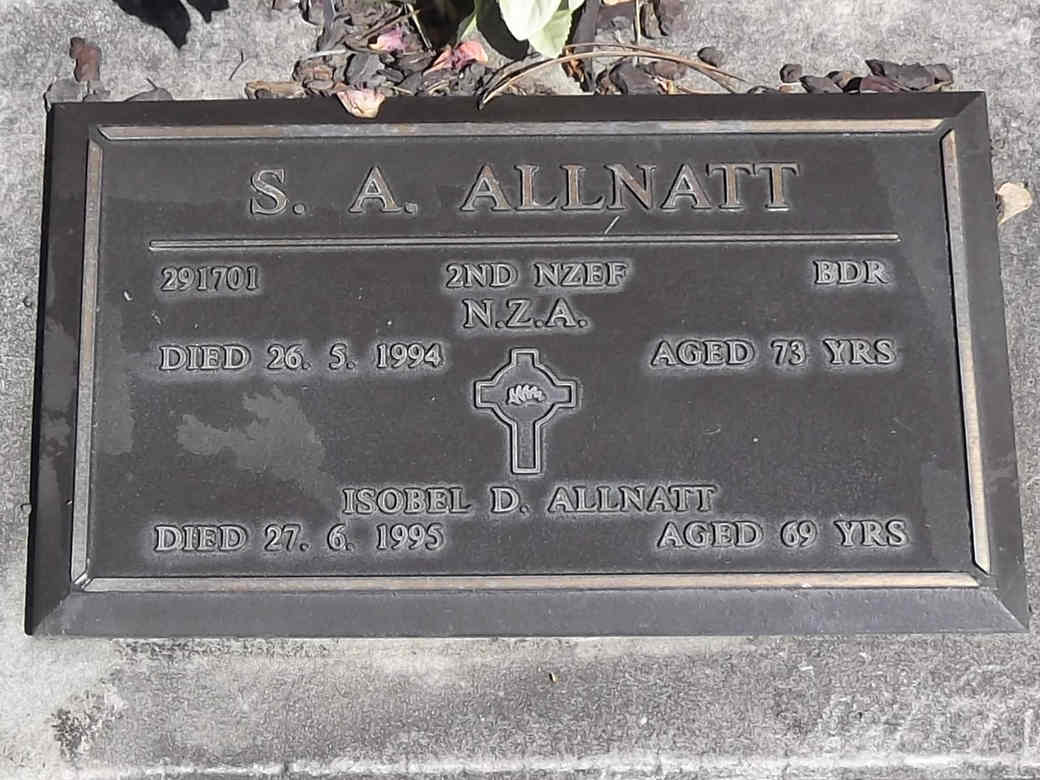 S. A. ALLNATT
291701 2ND NZEF BDR
N.Z.A.
DIED 26. 5. 1994 AGED 73 YRS
ISOBEL D. ALLNATT
DIED 27. 6. 1995 AGED 69 YRS